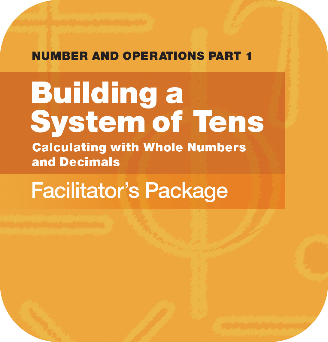 NUMBER AND OPERATIONS PART 1
Building a
System of Tens
Calculating with Whole Numbers
and Decimals
Facilitator's Package